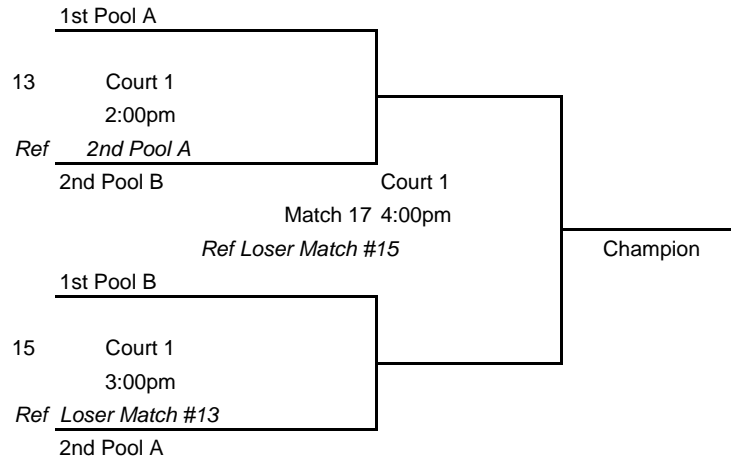 1st Pool A
13 Court 1
2:00pm
Ref 2nd Pool A
2nd Pool B Court 1
Match 17 4:00pm
Ref Loser Match #15 Champion
1st Pool B
15 Court 1
3:00pm
Ref Loser Match #13
2nd Pool A